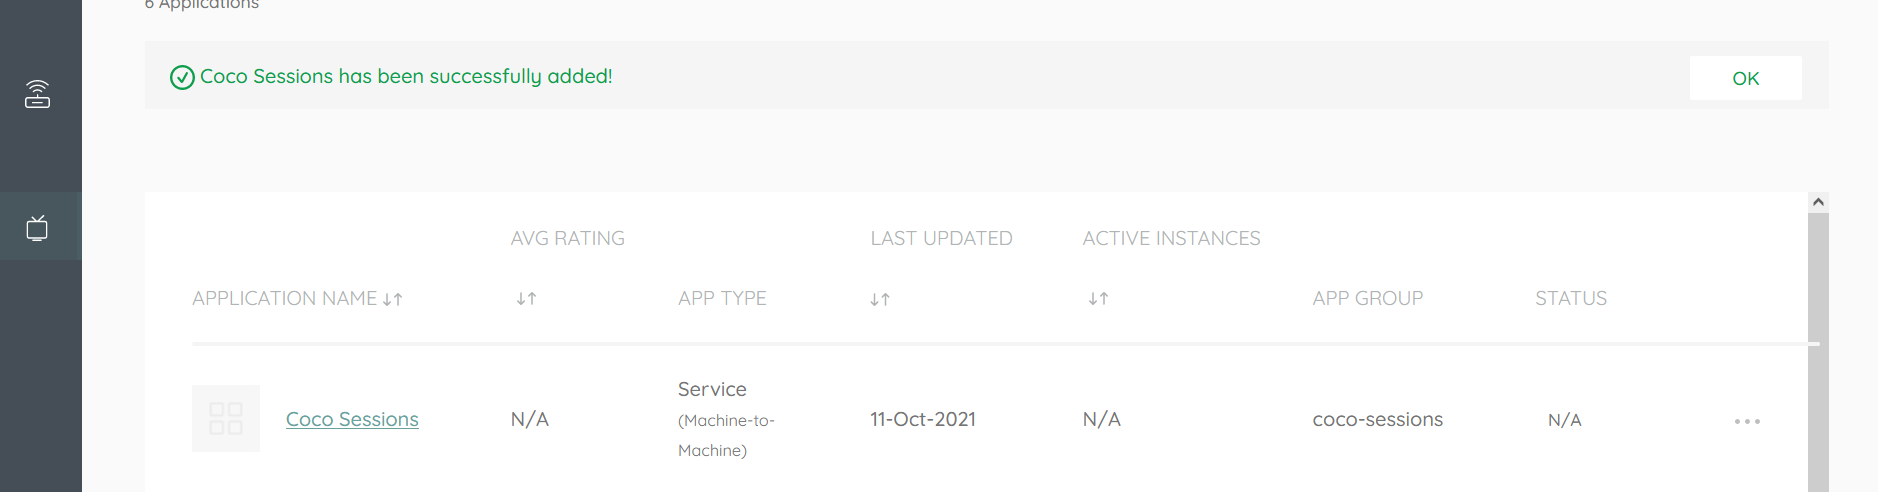 6 Applications
Coco Sessions has been successfully added!
OK
AVG RATING
LAST UPDATED
ACTIVE INSTANCES
APPLICATION NAME
APP TYPE
APP GROUP
STATUS
Coco Sessions
N/A
Service
(Machine-to-
Machine)
11-Oct-2021
N/A
coco-sessions
N/A